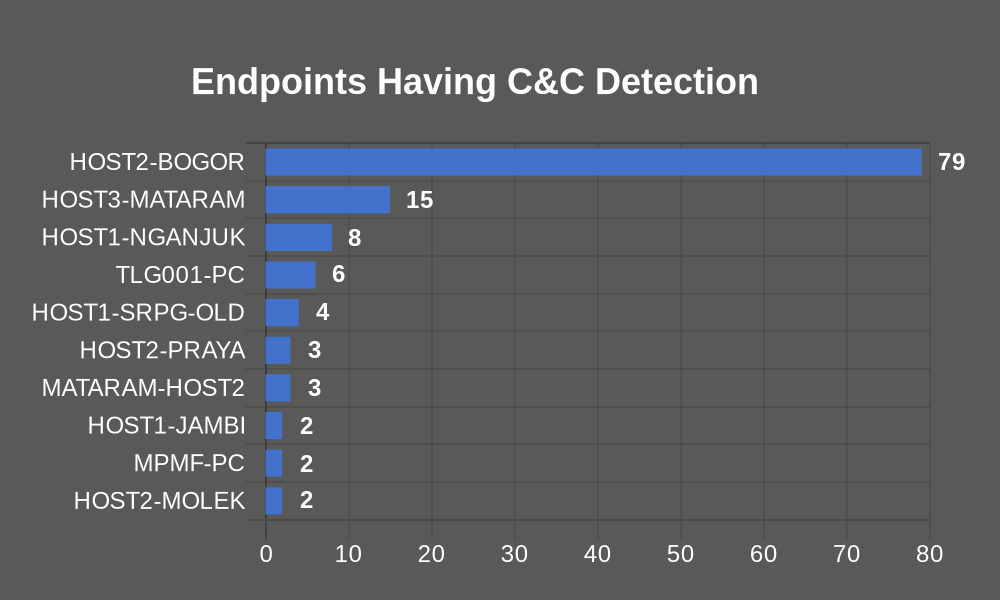 Endpoints Having C&C Detection
HOST2-BOGOR 79
HOST3-MATARAM 15
HOST1-NGANJUK 8
TLG001-PC 6
HOST1-SRPG-OLD 4
HOST2-PRAYA 3
MATARAM-HOST2 3
HOST1-JAMBI 2
MPMF-PC 2
HOST2-MOLEK 2
0 10 20 30 40 50 60 70 80